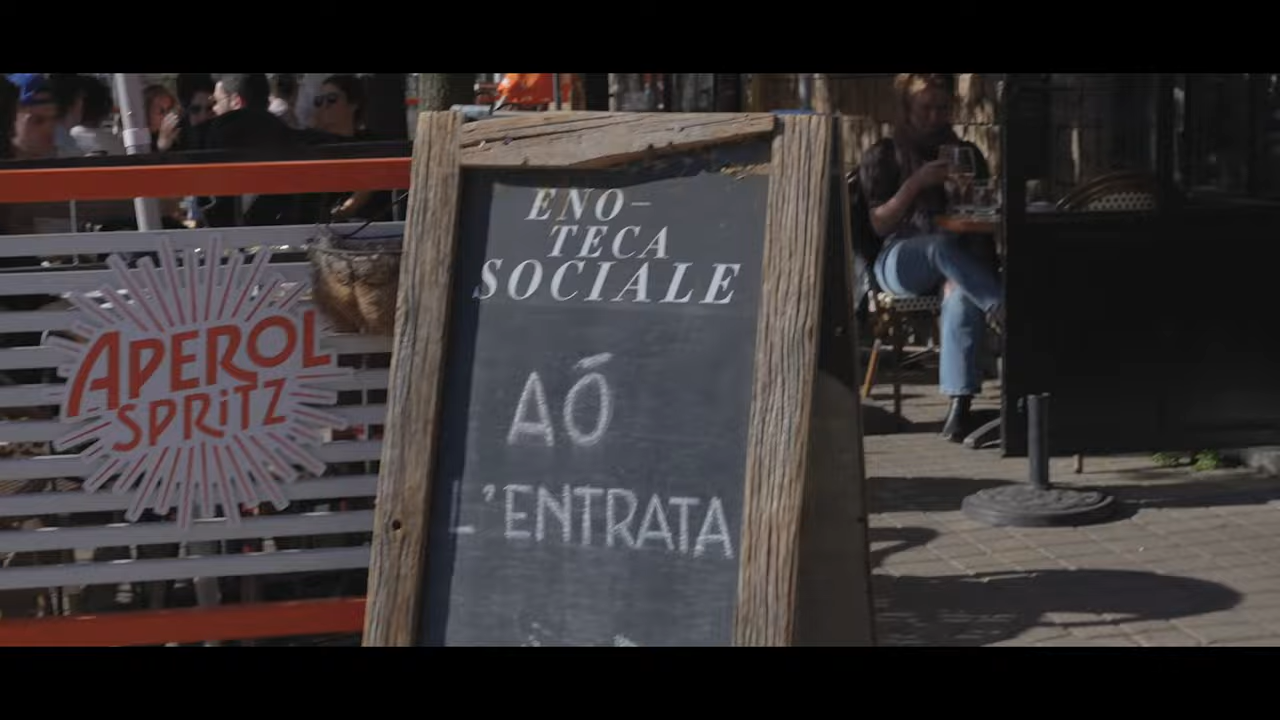 APEROL
SPRiTZ
ENO–
TECA
SOCIALE
AÓ
L'ENTRATA